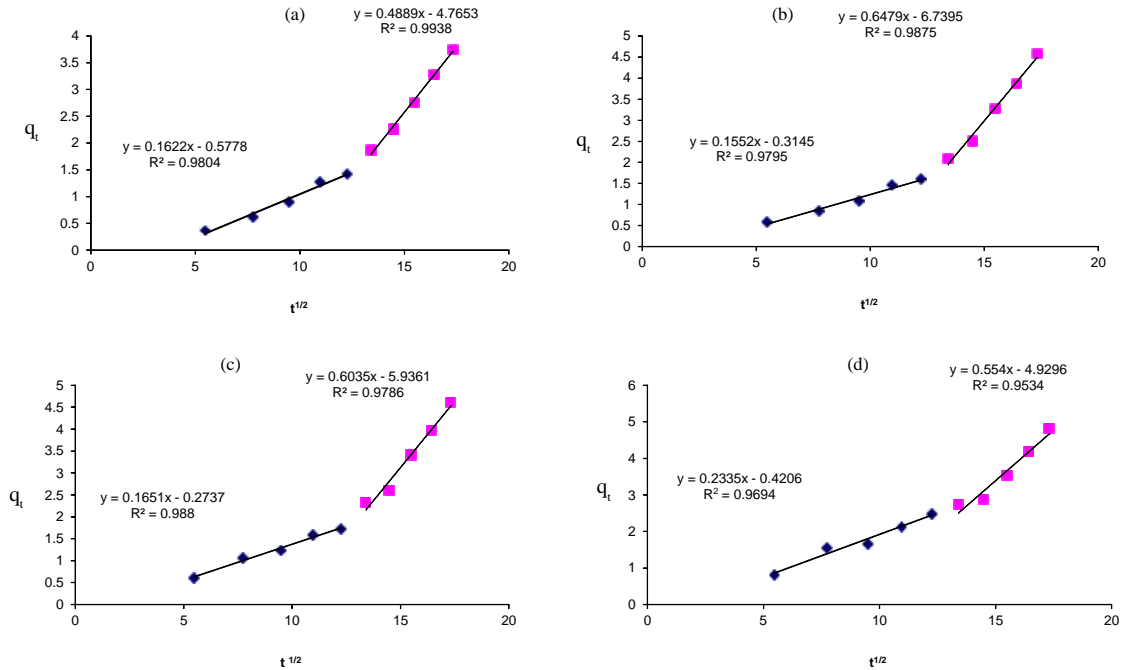 (a)
y = 0.4889x - 4.7653
R² = 0.9938
4
3.5
3
2.5
2
1.5
1
0.5
0
qt
y = 0.1622x - 0.5778
R² = 0.9804
0 5 10 15 20
t1/2
(b)
y = 0.6479x - 6.7395
R² = 0.9875
5
4.5
4
3.5
3
2.5
2
1.5
1
0.5
0
qt
y = 0.1552x - 0.3145
R² = 0.9795
0 5 10 15 20
t1/2
(c)
y = 0.6035x - 5.9361
R² = 0.9786
5
4.5
4
3.5
3
2.5
2
1.5
1
0.5
0
qt
y = 0.1651x - 0.2737
R² = 0.988
0 5 10 15 20
t 1/2
(d)
y = 0.554x - 4.9296
R² = 0.9534
6
5
4
3
2
1
0
qt
y = 0.2335x - 0.4206
R² = 0.9694
0 5 10 15 20
t1/2